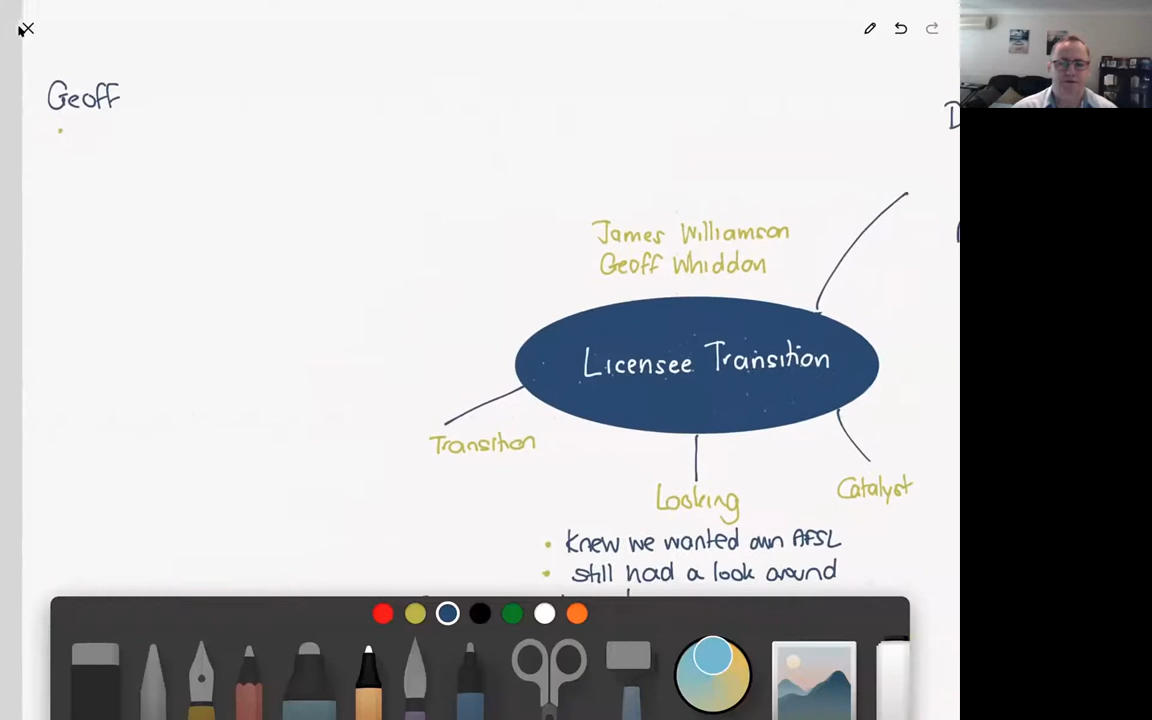 Geoff
D
James Williamson
Geoff Whiddon
Licensee Transition
Transition
Looking
Catalyst
• knew we wanted own AFSL
• still had a look around